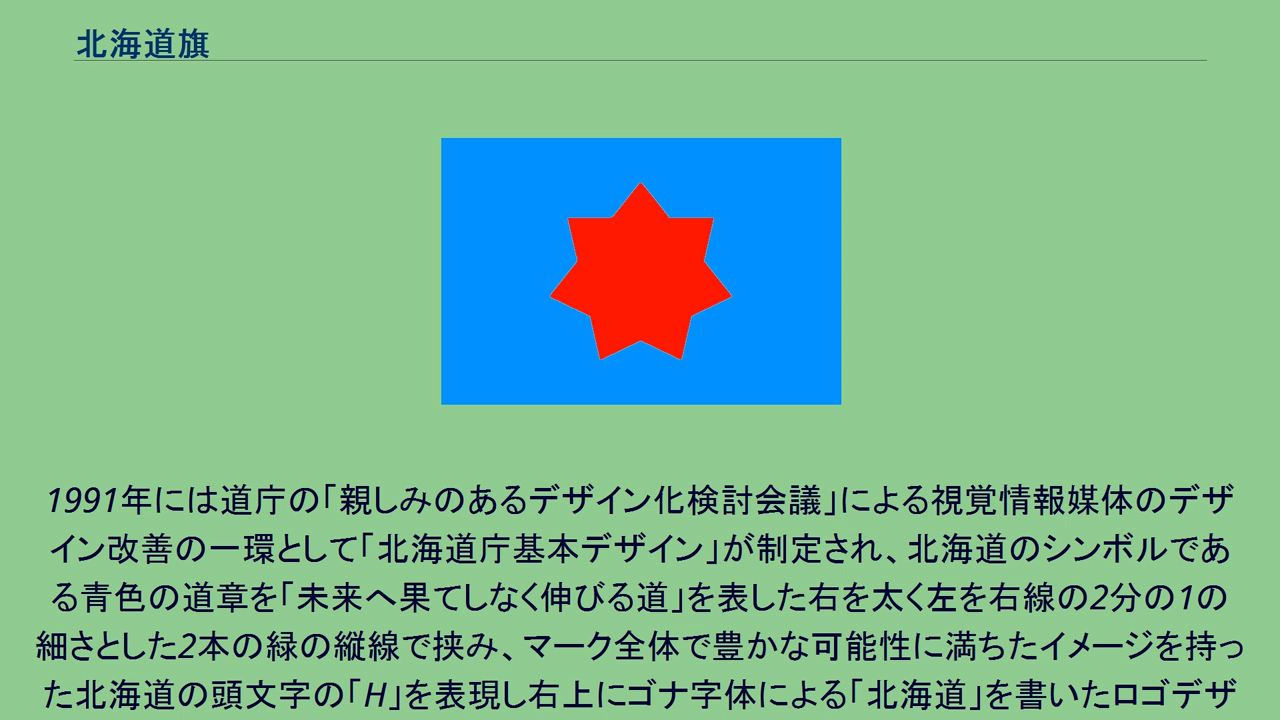 北海道旗
1991年には道庁の「親しみのあるデザイン化検討会議」による視覚情報媒体のデザ
イン改善の一環として「北海道庁基本デザイン」が制定され、北海道のシンボルであ
る青色の道章を「未来へ果てしなく伸びる道」を表した右を太く左を右線の2分の1の
細さとした2本の緑の縦線で挟み、マーク全体で豊かな可能性に満ちたイメージを持っ
た北海道の頭文字の「H」を表現し右上にゴナ字体による「北海道」を書いたロゴデザ